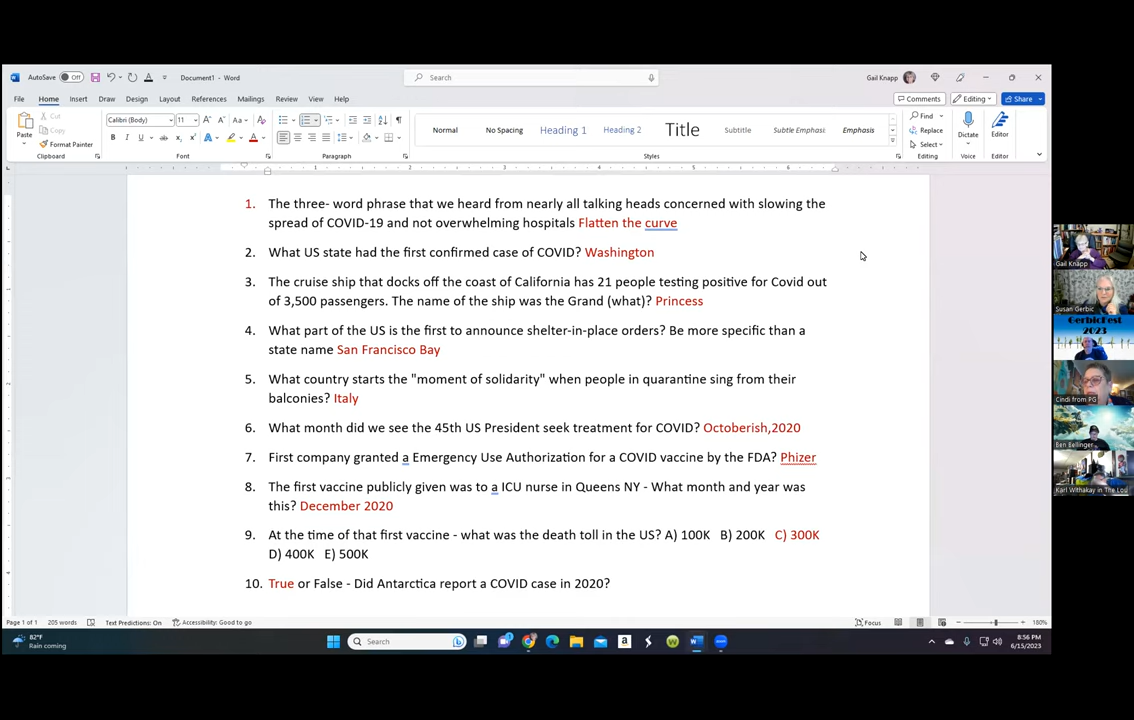 AutoSave Off Document1 - Word Search Gail Knapp
File Home Insert Draw Design Layout References Mailings Review View Help Comments Editing Share
Paste Cut Copy Format Painter Calibri (Body) 11 Normal No Spacing Heading 1 Heading 2 Title Subtitle Subtle Emphasis Emphasis Find Replace Select Dictate Editor
Clipboard Font Paragraph Styles Editing Voice Editor
1. The three- word phrase that we heard from nearly all talking heads concerned with slowing the
spread of COVID-19 and not overwhelming hospitals Flatten the curve
2. What US state had the first confirmed case of COVID? Washington
3. The cruise ship that docks off the coast of California has 21 people testing positive for Covid out
of 3,500 passengers. The name of the ship was the Grand (what)? Princess
4. What part of the US is the first to announce shelter-in-place orders? Be more specific than a
state name San Francisco Bay
5. What country starts the "moment of solidarity" when people in quarantine sing from their
balconies? Italy
6. What month did we see the 45th US President seek treatment for COVID? Octoberish,2020
7. First company granted a Emergency Use Authorization for a COVID vaccine by the FDA? Phizer
8. The first vaccine publicly given was to a ICU nurse in Queens NY - What month and year was
this? December 2020
9. At the time of that first vaccine - what was the death toll in the US? A) 100K B) 200K C) 300K
D) 400K E) 500K
10. True or False - Did Antarctica report a COVID case in 2020?
Page 1 of 1 205 words Text Predictions: On Accessibility: Good to go Focus 180%
82°F
Rain coming
Search
8:56 PM
6/15/2023
Gail Knapp
Susan Gerbic
GerbicFest
2023
Cindi from PG
Ben Bellinger
Karl Withakay in The Lou